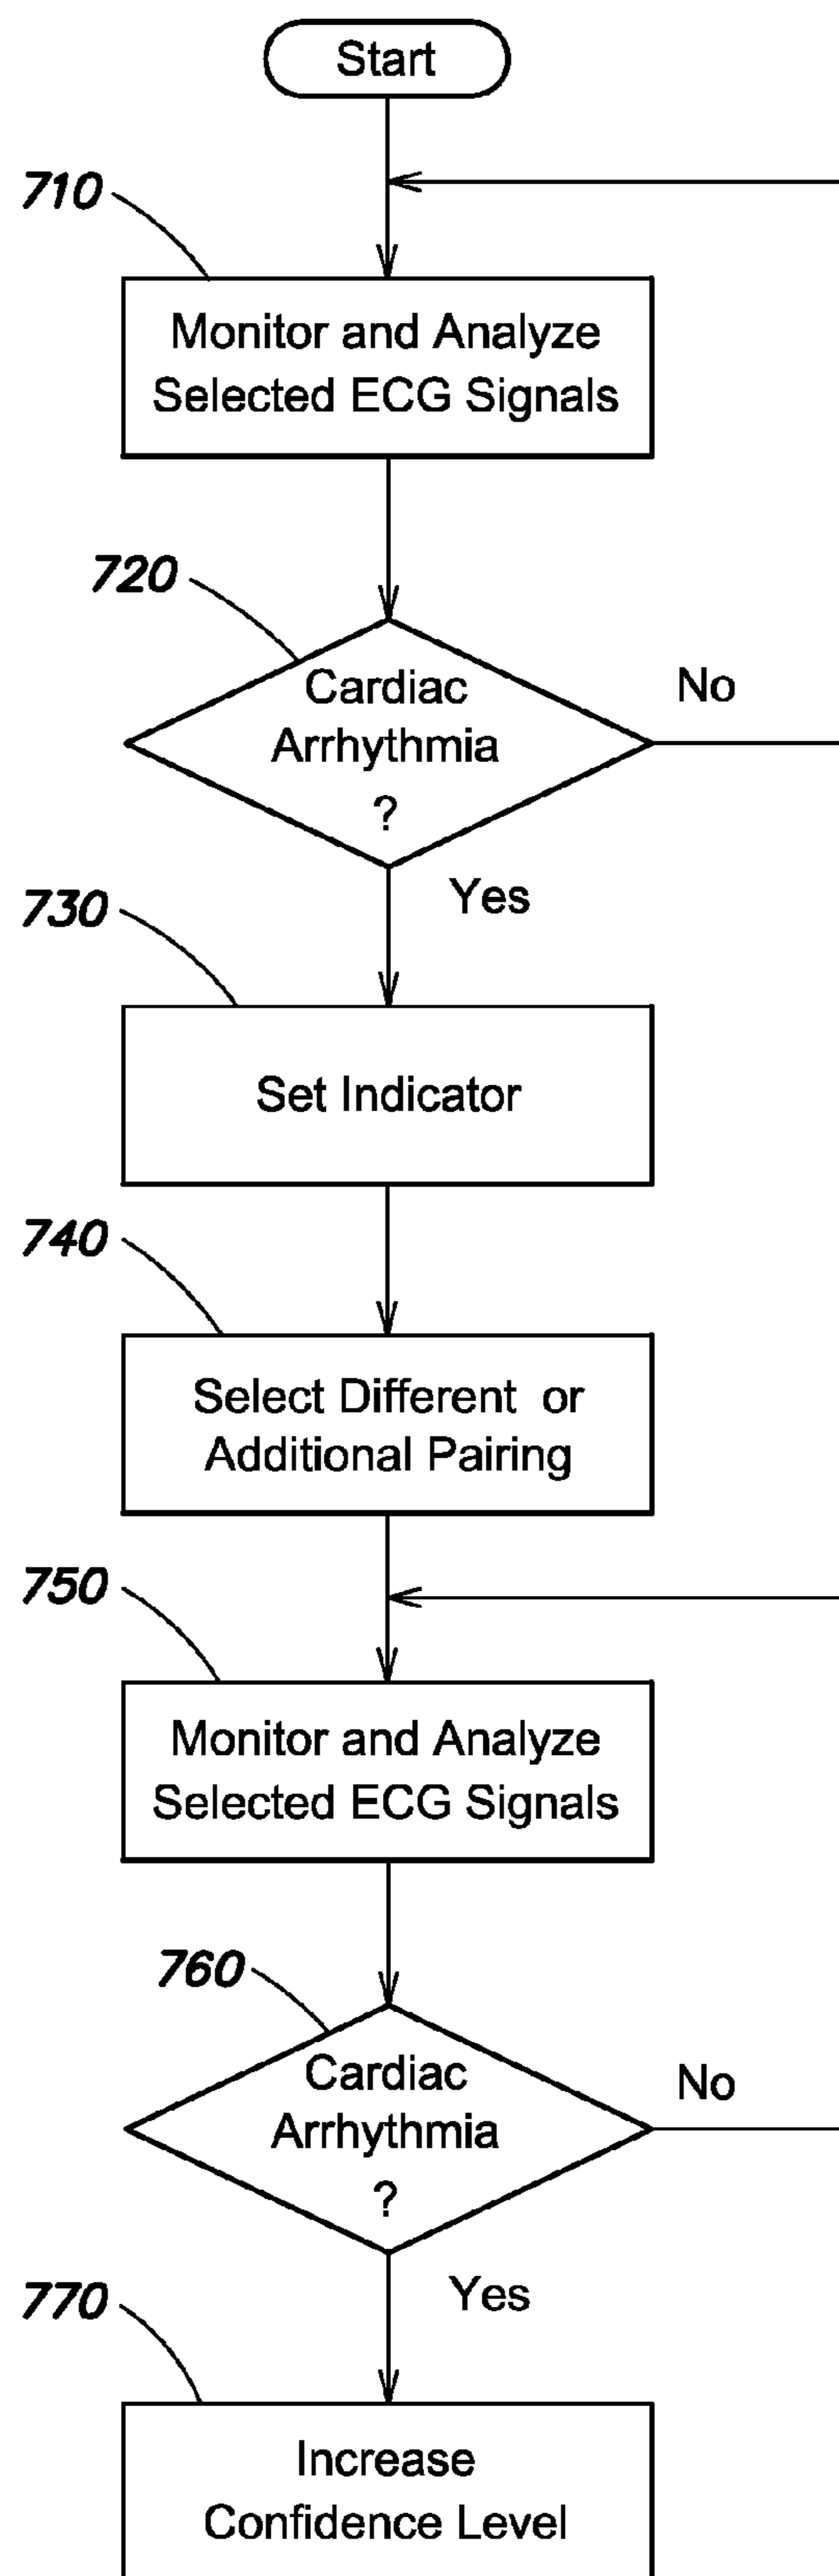 Start
710
Monitor and Analyze
Selected ECG Signals
720
Cardiac
Arrhythmia
?
No
Yes
730
Set Indicator
740
Select Different or
Additional Pairing
750
Monitor and Analyze
Selected ECG Signals
760
Cardiac
Arrhythmia
?
No
Yes
770
Increase
Confidence Level